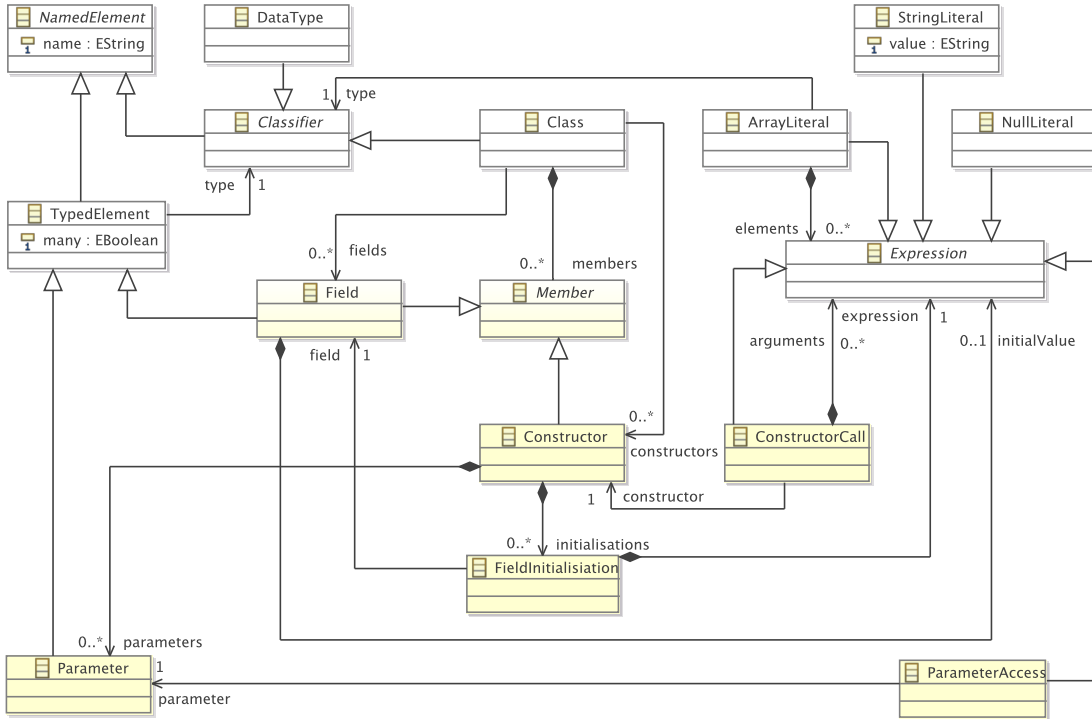 NamedElement
name : EString
DataType
StringLiteral
value : EString
1 type
Classifier
Class
ArrayLiteral
NullLiteral
type 1
TypedElement
many : EBoolean
elements 0..*
0..* fields
0..* members
Expression
Field
Member
expression 1
field 1
arguments 0..*
0..1 initialValue
0..*
Constructor
constructors
ConstructorCall
1 constructor
0..* initialisations
FieldInitialisiation
0..* parameters
Parameter
1
parameter
ParameterAccess
1
1